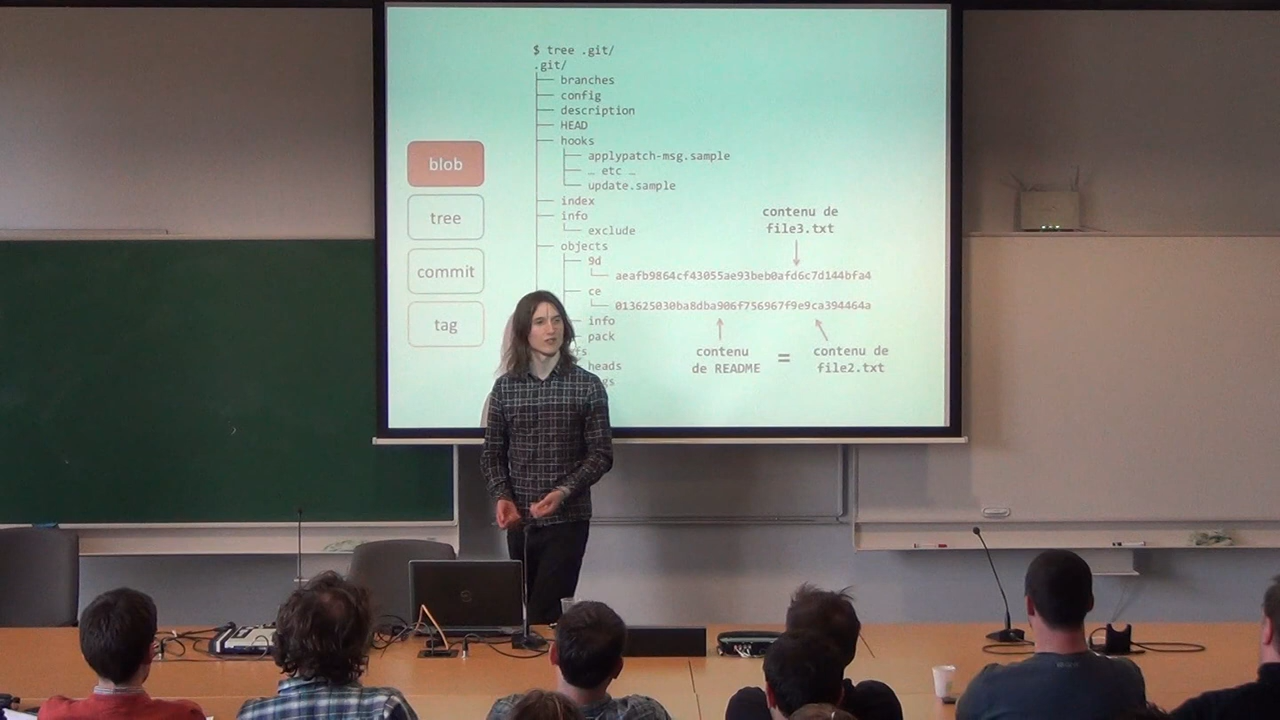 $ tree .git/
.git/
├── branches
├── config
├── description
├── HEAD
├── hooks
├── applypatch-msg.sample
├── … etc …
└── update.sample
├── index
├── info
└── exclude
├── objects
├── 9d
└── aeafb9864cf43055ae93beb0afd6c7d144bfa4
├── ce
└── 013625030ba8dba906f756967f9e9ca394464a
info
pack
heads
blob
tree
commit
tag
contenu de
file3.txt
contenu
de README
=
contenu de
file2.txt